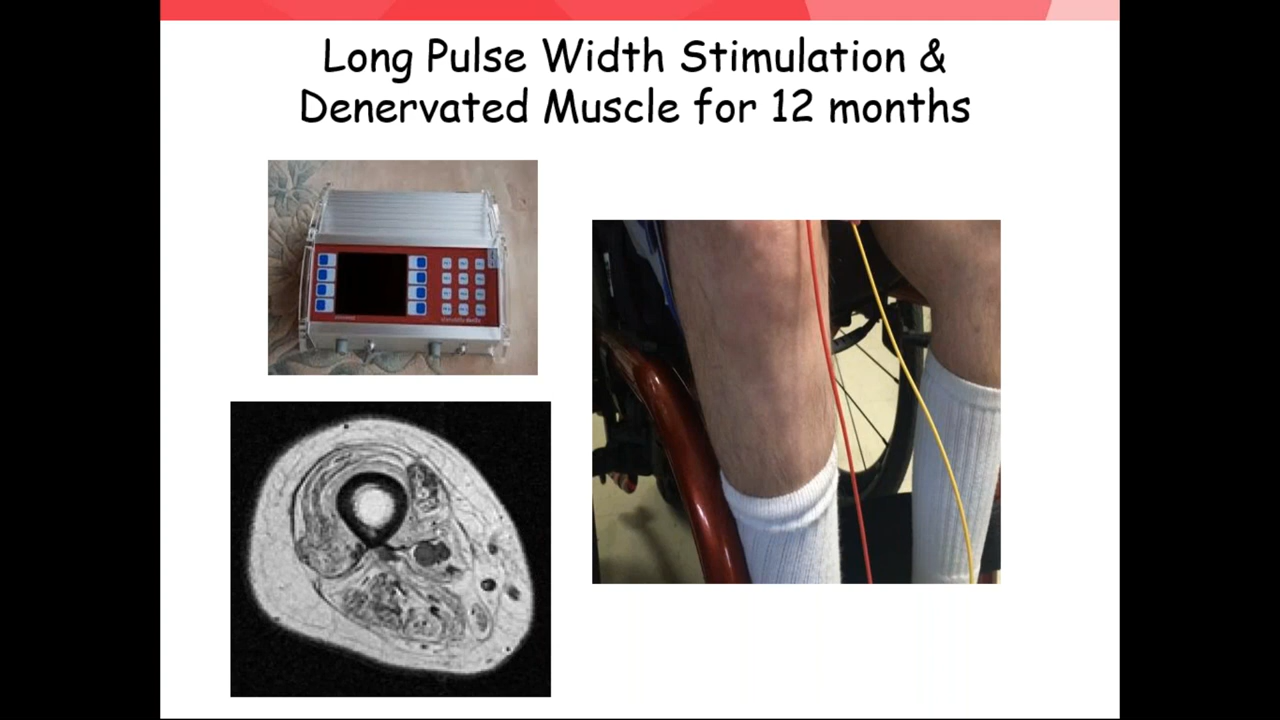 Long Pulse Width Stimulation &
Denervated Muscle for 12 months